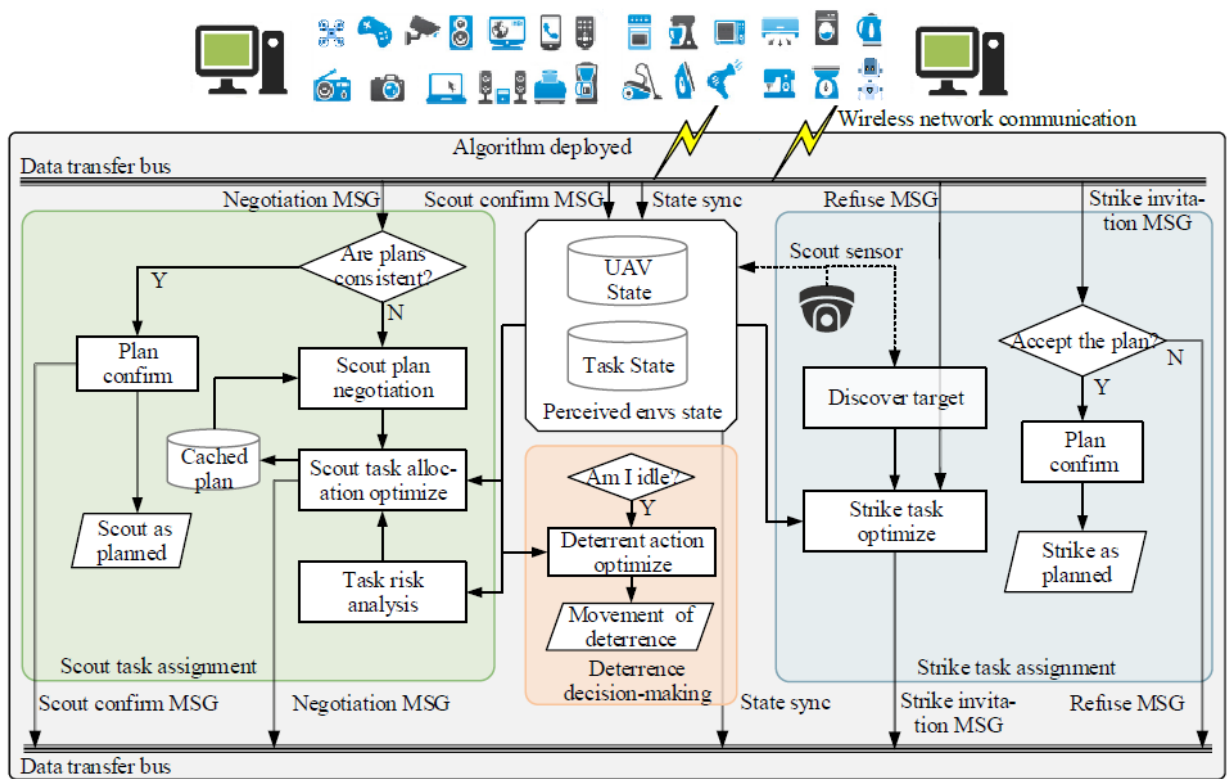 Wireless network communication
Algorithm deployed
Data transfer bus
Negotiation MSG
Scout confirm MSG
State sync
Refuse MSG
Strike invita-
tion MSG
Are plans
consistent?
Y
N
Plan
confirm
Scout plan
negotiation
Cached
plan
Scout task alloc-
ation optimize
Scout as
planned
Task risk
analysis
Scout task assignment
UAV
State
Task State
Perceived envs state
Am I idle?
Y
Deterrent action
optimize
Movement of
deterrence
Deterrence
decision-making
Scout sensor
Discover target
Strike task
optimize
Accept the plan?
N
Y
Plan
confirm
Strike as
planned
Strike task assignment
Scout confirm MSG
Negotiation MSG
State sync
Strike invita-
tion MSG
Refuse MSG
Data transfer bus